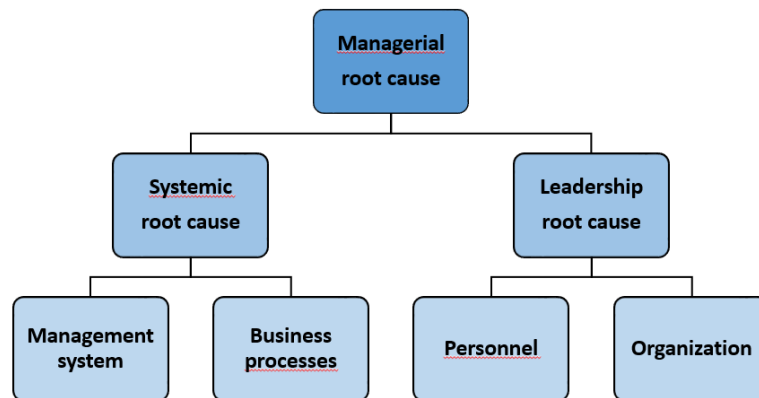 Managerial
root cause
Systemic
root cause
Leadership
root cause
Management
system
Business
processes
Personnel
Organization